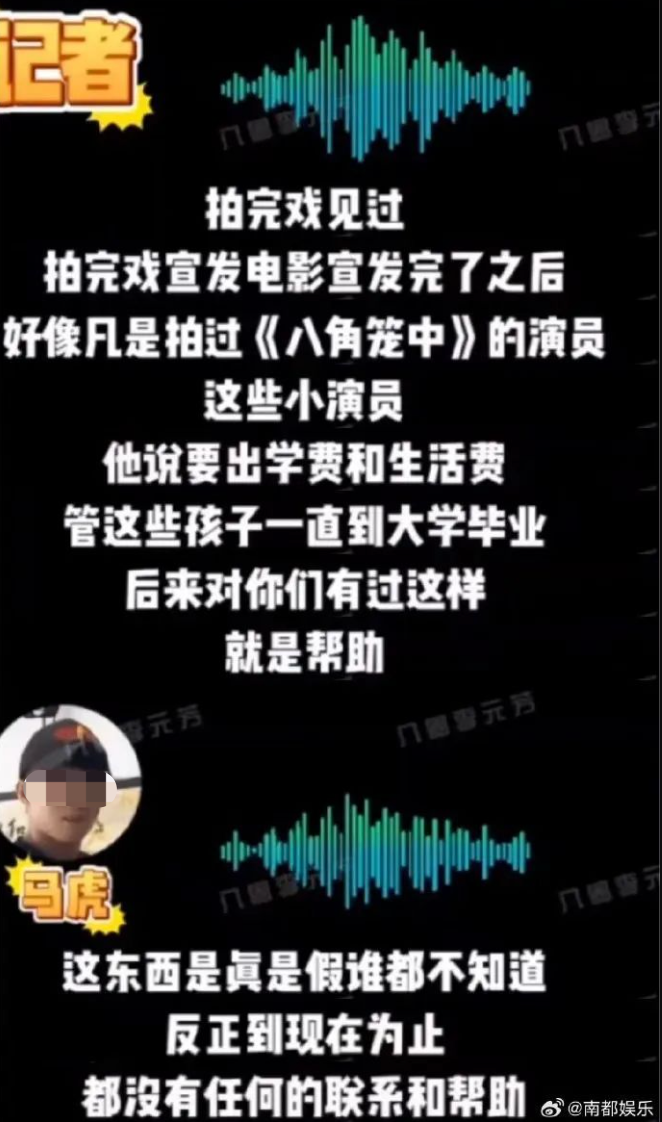 记者
拍完戏见过
拍完戏宣发电影宣发完了之后
好像凡是拍过《八角笼中》的演员
这些小演员
他说要出学费和生活费
管这些孩子一直到大学毕业
后来对你们有过这样
就是帮助
马虎
这东西是真是假谁都不知道
反正到现在为止
都没有任何的联系和帮助
@南都娱乐